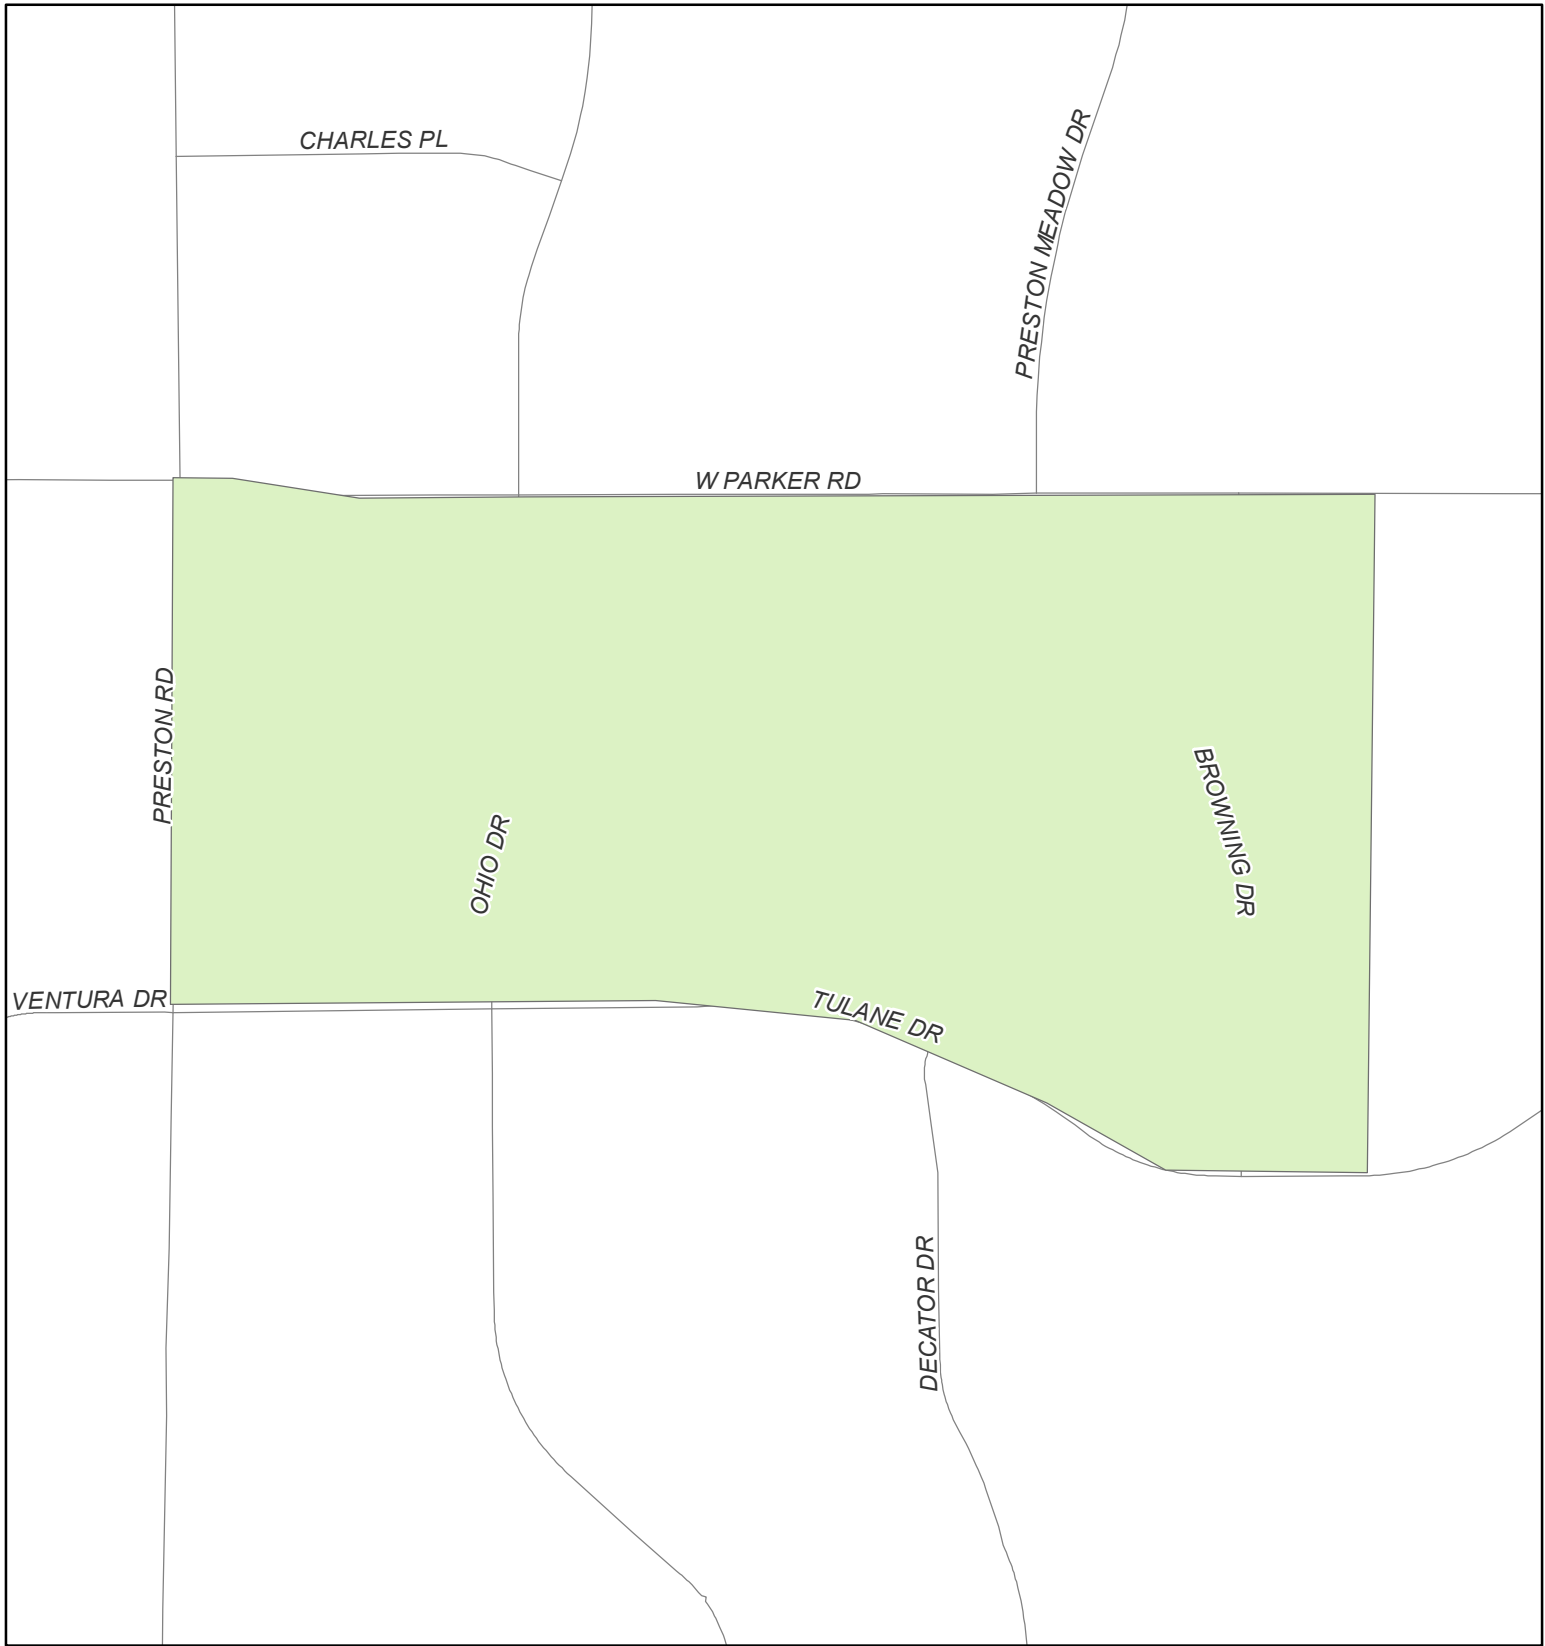 CHARLES PL
PRESTON MEADOW DR
W PARKER RD
PRESTON RD
BROWNING DR
OHIO DR
VENTURA DR
TULANE DR
DECATOR DR